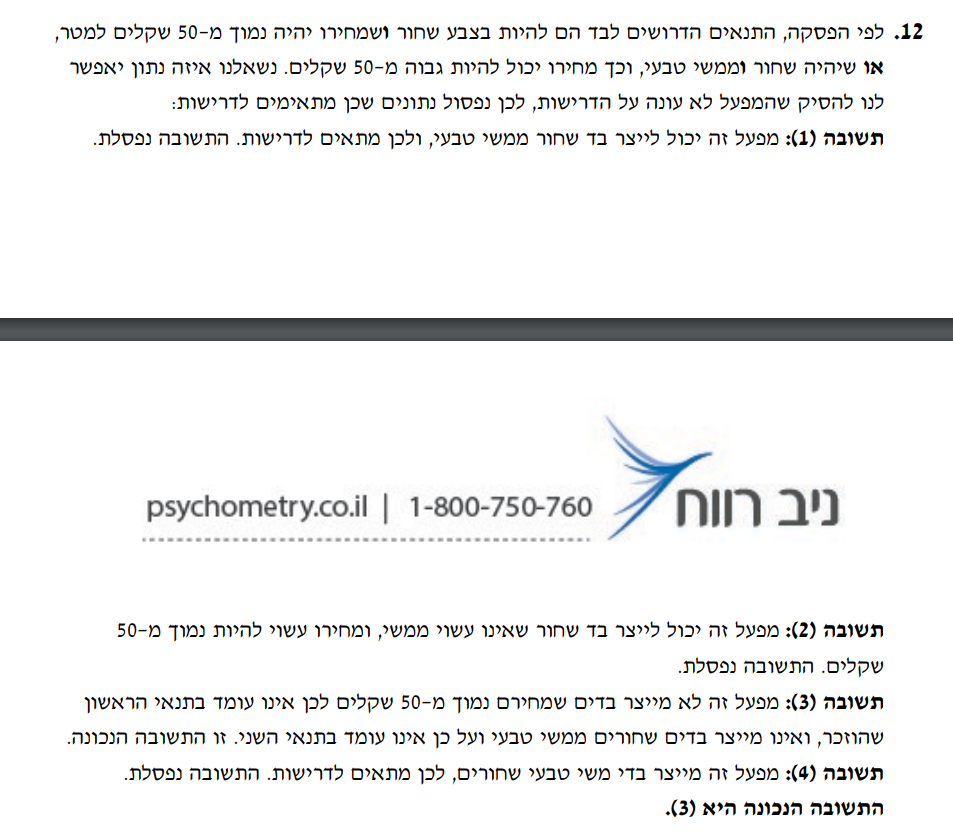 12. לפי הפסקה, התנאים הדרושים לבד הם להיות בצבע שחור ושמחירו יהיה נמוך מ-50 שקלים למטר,
או שיהיה שחור וממשי טבעי, וכך מחירו יכול להיות גבוה מ-50 שקלים. נשאלנו איזה נתון יאפשר
לנו להסיק שהמפעל לא עונה על הדרישות, לכן נפסול נתונים שכן מתאימים לדרישות:
תשובה (1): מפעל זה יכול לייצר בד שחור ממשי טבעי, ולכן מתאים לדרישות. התשובה נפסלת.
psychometry.co.il | 1-800-750-760
ניב רווח
תשובה (2): מפעל זה יכול לייצר בד שחור שאינו עשוי ממשי, ומחירו עשוי להיות נמוך מ-50
שקלים. התשובה נפסלת.
תשובה (3): מפעל זה לא מייצר בדים שמחירם נמוך מ-50 שקלים לכן אינו עומד בתנאי הראשון
שהוזכר, ואינו מייצר בדים שחורים ממשי טבעי ועל כן אינו עומד בתנאי השני. זו התשובה הנכונה.
תשובה (4): מפעל זה מייצר בדי משי טבעי שחורים, לכן מתאים לדרישות. התשובה נפסלת.
התשובה הנכונה היא (3).